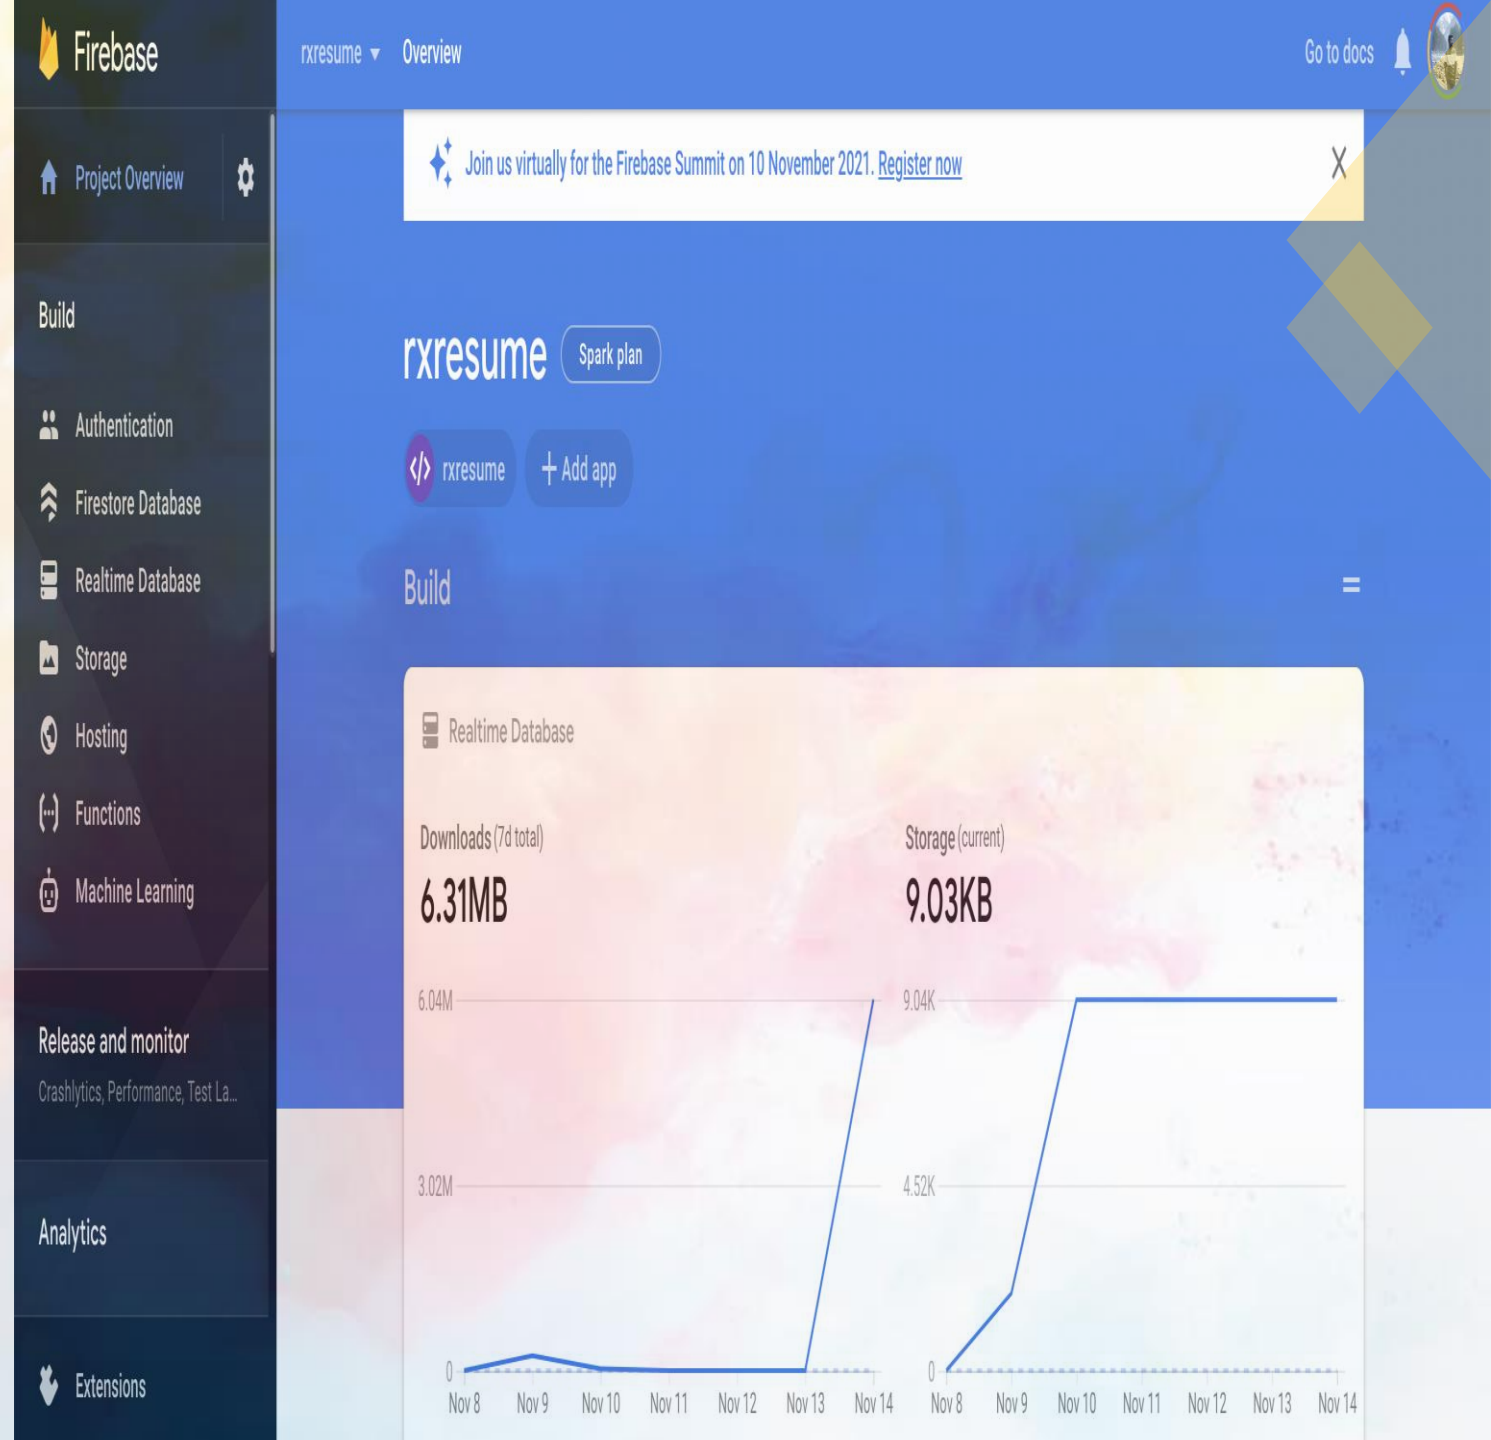 Firebase
rxresume Overview Go to docs
Join us virtually for the Firebase Summit on 10 November 2021. Register now
Project Overview
Build
Authentication
Firestore Database
Realtime Database
Storage
Hosting
Functions
Machine Learning
Release and monitor
Crashlytics, Performance, Test La...
Analytics
Extensions
rxresume Spark plan
</> rxresume + Add app
Build
Realtime Database
Downloads (7d total)
6.31MB
6.04M
3.02M
0
Nov 8 Nov 9 Nov 10 Nov 11 Nov 12 Nov 13 Nov 14
Storage (current)
9.03KB
9.04K
4.52K
0
Nov 8 Nov 9 Nov 10 Nov 11 Nov 12 Nov 13 Nov 14